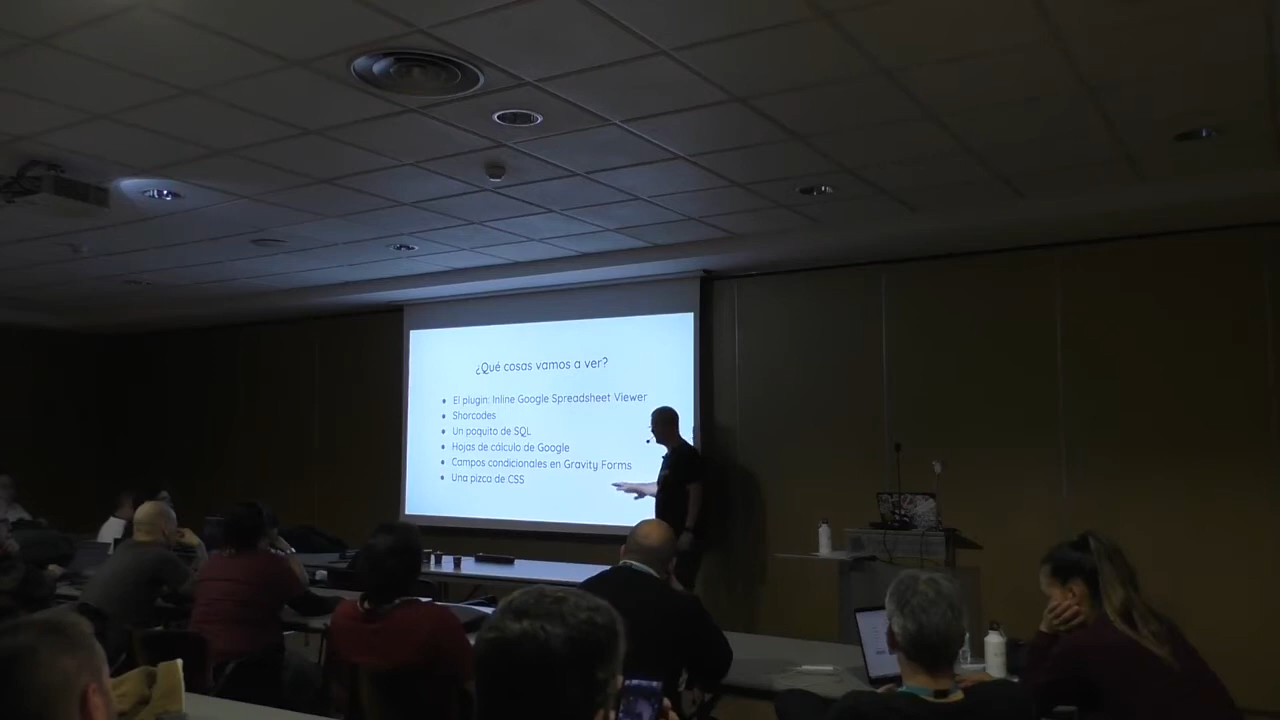 ¿Qué cosas vamos a ver?
● El plugin: Inline Google Spreadsheet Viewer
● Shorcodes
● Un poquito de SQL
● Hojas de cálculo de Google
● Campos condicionales en Gravity Forms
● Una pizca de CSS